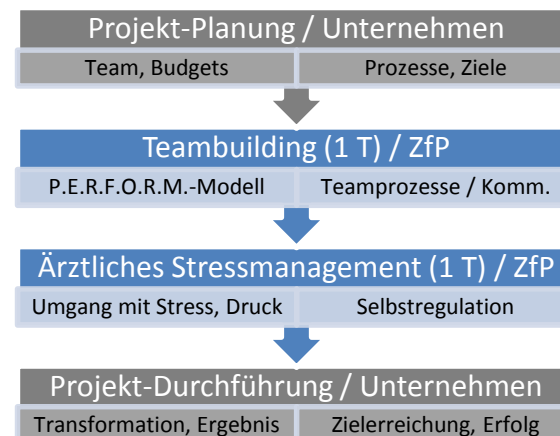 Projekt-Planung / Unternehmen
Team, Budgets Prozesse, Ziele
Teambuilding (1 T) / ZfP
P.E.R.F.O.R.M.-Modell Teamprozesse / Komm.
Ärztliches Stressmanagement (1 T) / ZfP
Umgang mit Stress, Druck Selbstregulation
Projekt-Durchführung / Unternehmen
Transformation, Ergebnis Zielerreichung, Erfolg